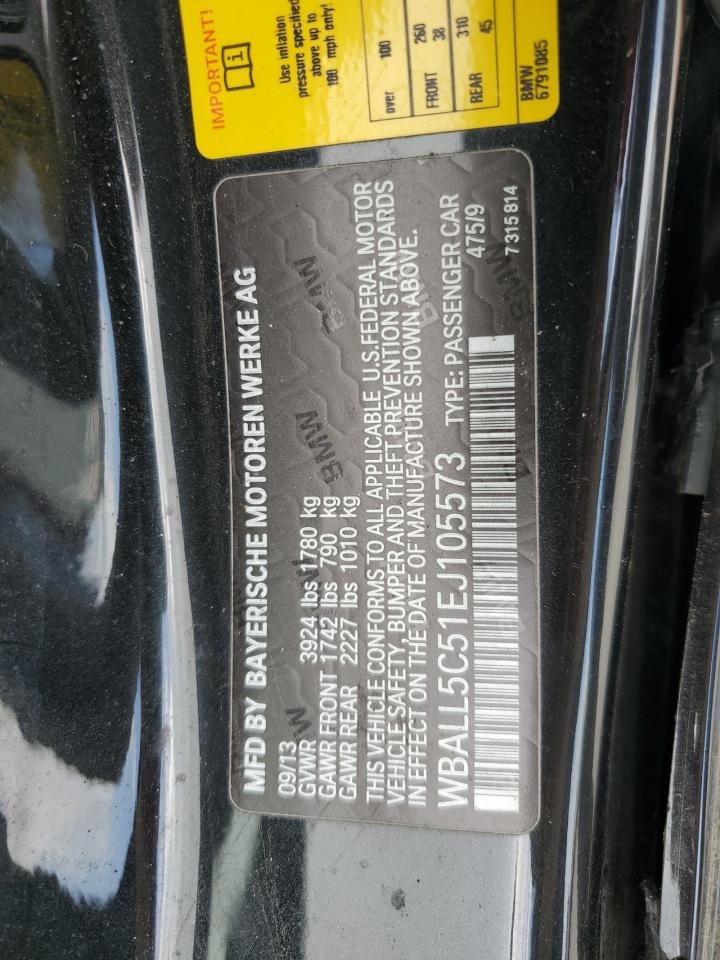 IMPORTANT!
Use inflation
pressure specified
above up to
100 mph only!
over 100
FRONT 260 38
REAR 310 45
BMW
6791085
MFD BY BAYERISCHE MOTOREN WERKE AG
09/13
GVWR 3924 lbs 1780 kg
GAWR FRONT 1742 lbs 790 kg
GAWR REAR 2227 lbs 1010 kg
THIS VEHICLE CONFORMS TO ALL APPLICABLE U.S.FEDERAL MOTOR
VEHICLE SAFETY, BUMPER AND THEFT PREVENTION STANDARDS
IN EFFECT ON THE DATE OF MANUFACTURE SHOWN ABOVE.
WBALL5C51EJ105573 TYPE: PASSENGER CAR
475/9
7 315 814